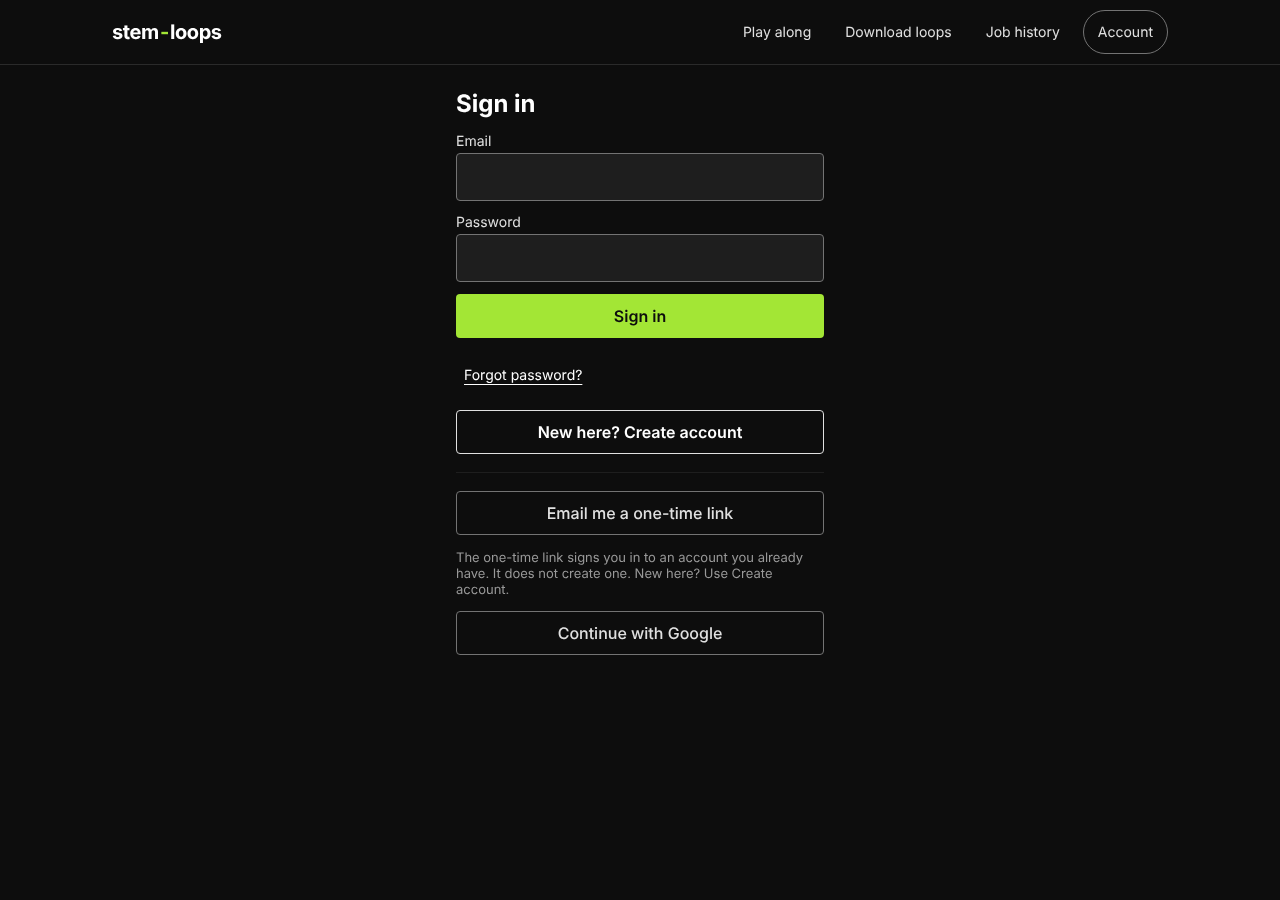 stem-loops
Play along
Download loops
Job history
Account
Sign in
Email
Password
Sign in
Forgot password?
New here? Create account
Email me a one-time link
The one-time link signs you in to an account you already
have. It does not create one. New here? Use Create
account.
Continue with Google